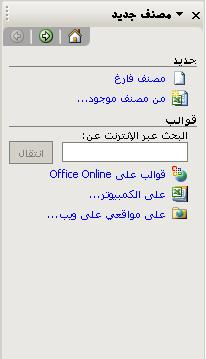 مصنف جديد
جديد
مصنف فارغ
من مصنف موجود...
قوالب
البحث عبر الإنترنت عن:
انتقال
قوالب على Office Online
على الكمبيوتر...
على مواقعي على ويب...